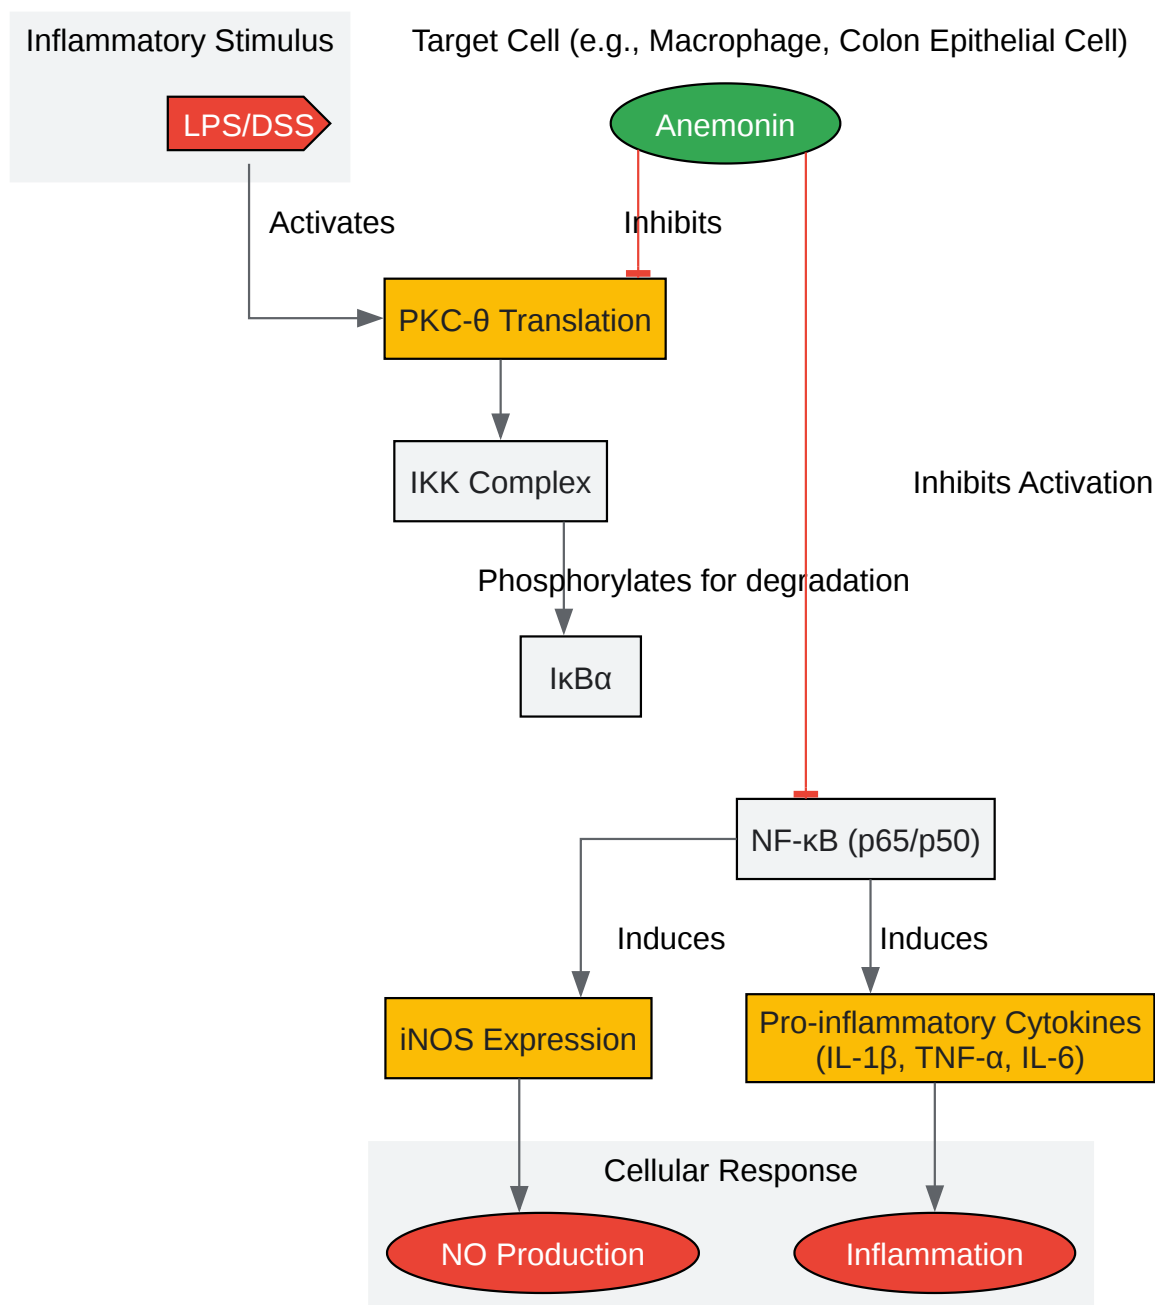 Inflammatory Stimulus
Target Cell (e.g., Macrophage, Colon Epithelial Cell)
LPS/DSS
Anemonin
Activates
Inhibits
PKC-θ Translation
IKK Complex
Inhibits Activation
Phosphorylates for degradation
IκBα
NF-κB (p65/p50)
Induces
Induces
iNOS Expression
Pro-inflammatory Cytokines
(IL-1β, TNF-α, IL-6)
Cellular Response
NO Production
Inflammation